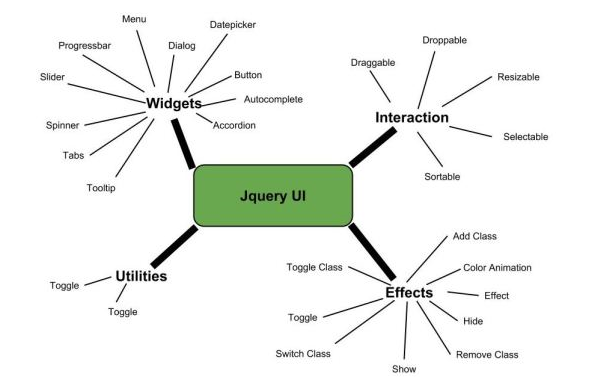 Menu
Datepicker
Progressbar
Dialog
Slider
Button
Widgets
Autocomplete
Spinner
Accordion
Tabs
Tooltip
Droppable
Draggable
Resizable
Interaction
Selectable
Sortable
Jquery UI
Utilities
Toggle
Toggle
Add Class
Toggle Class
Color Animation
Effects
Effect
Toggle
Hide
Switch Class
Remove Class
Show